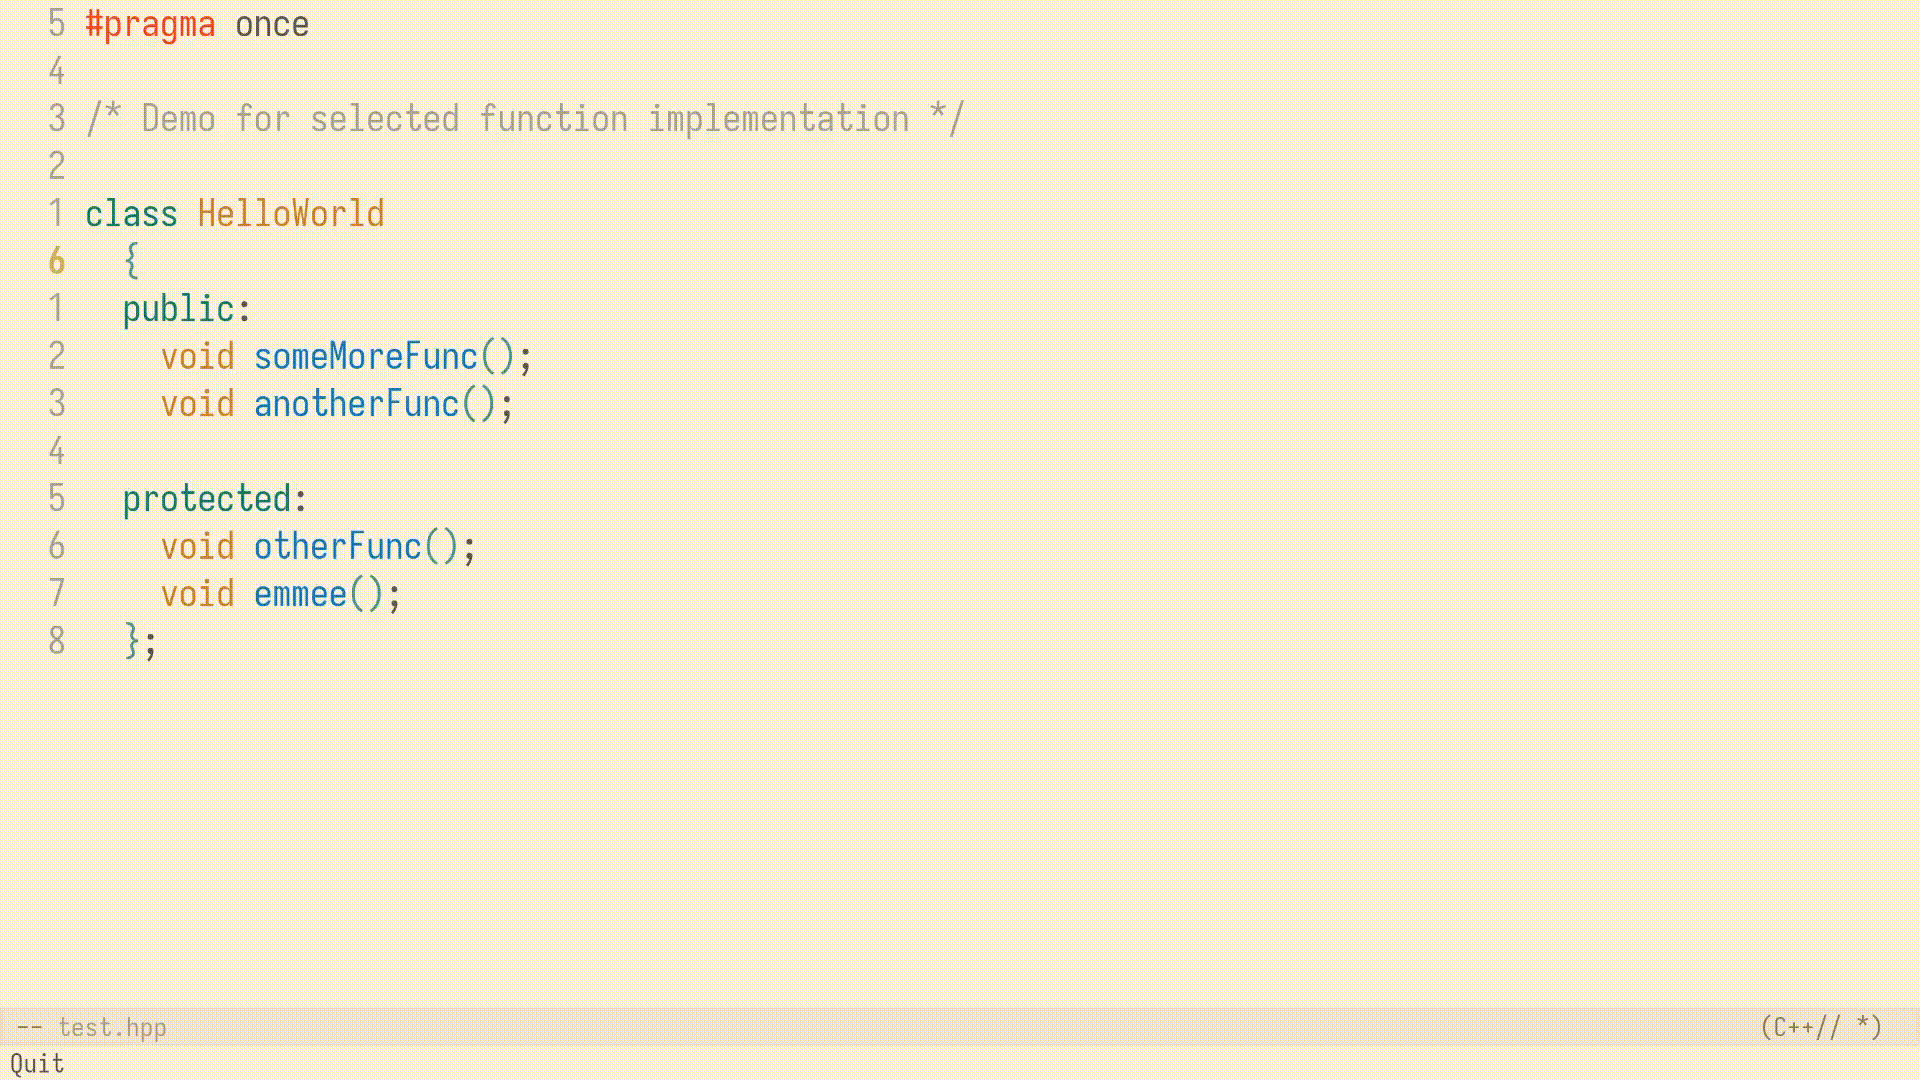 5 #pragma once
4
3 /* Demo for selected function implementation */
2
1 class HelloWorld
6   {
1   public:
2     void someMoreFunc();
3     void anotherFunc();
4
5   protected:
6     void otherFunc();
7     void emmee();
8   };
-- test.hpp (C++// *)
Quit